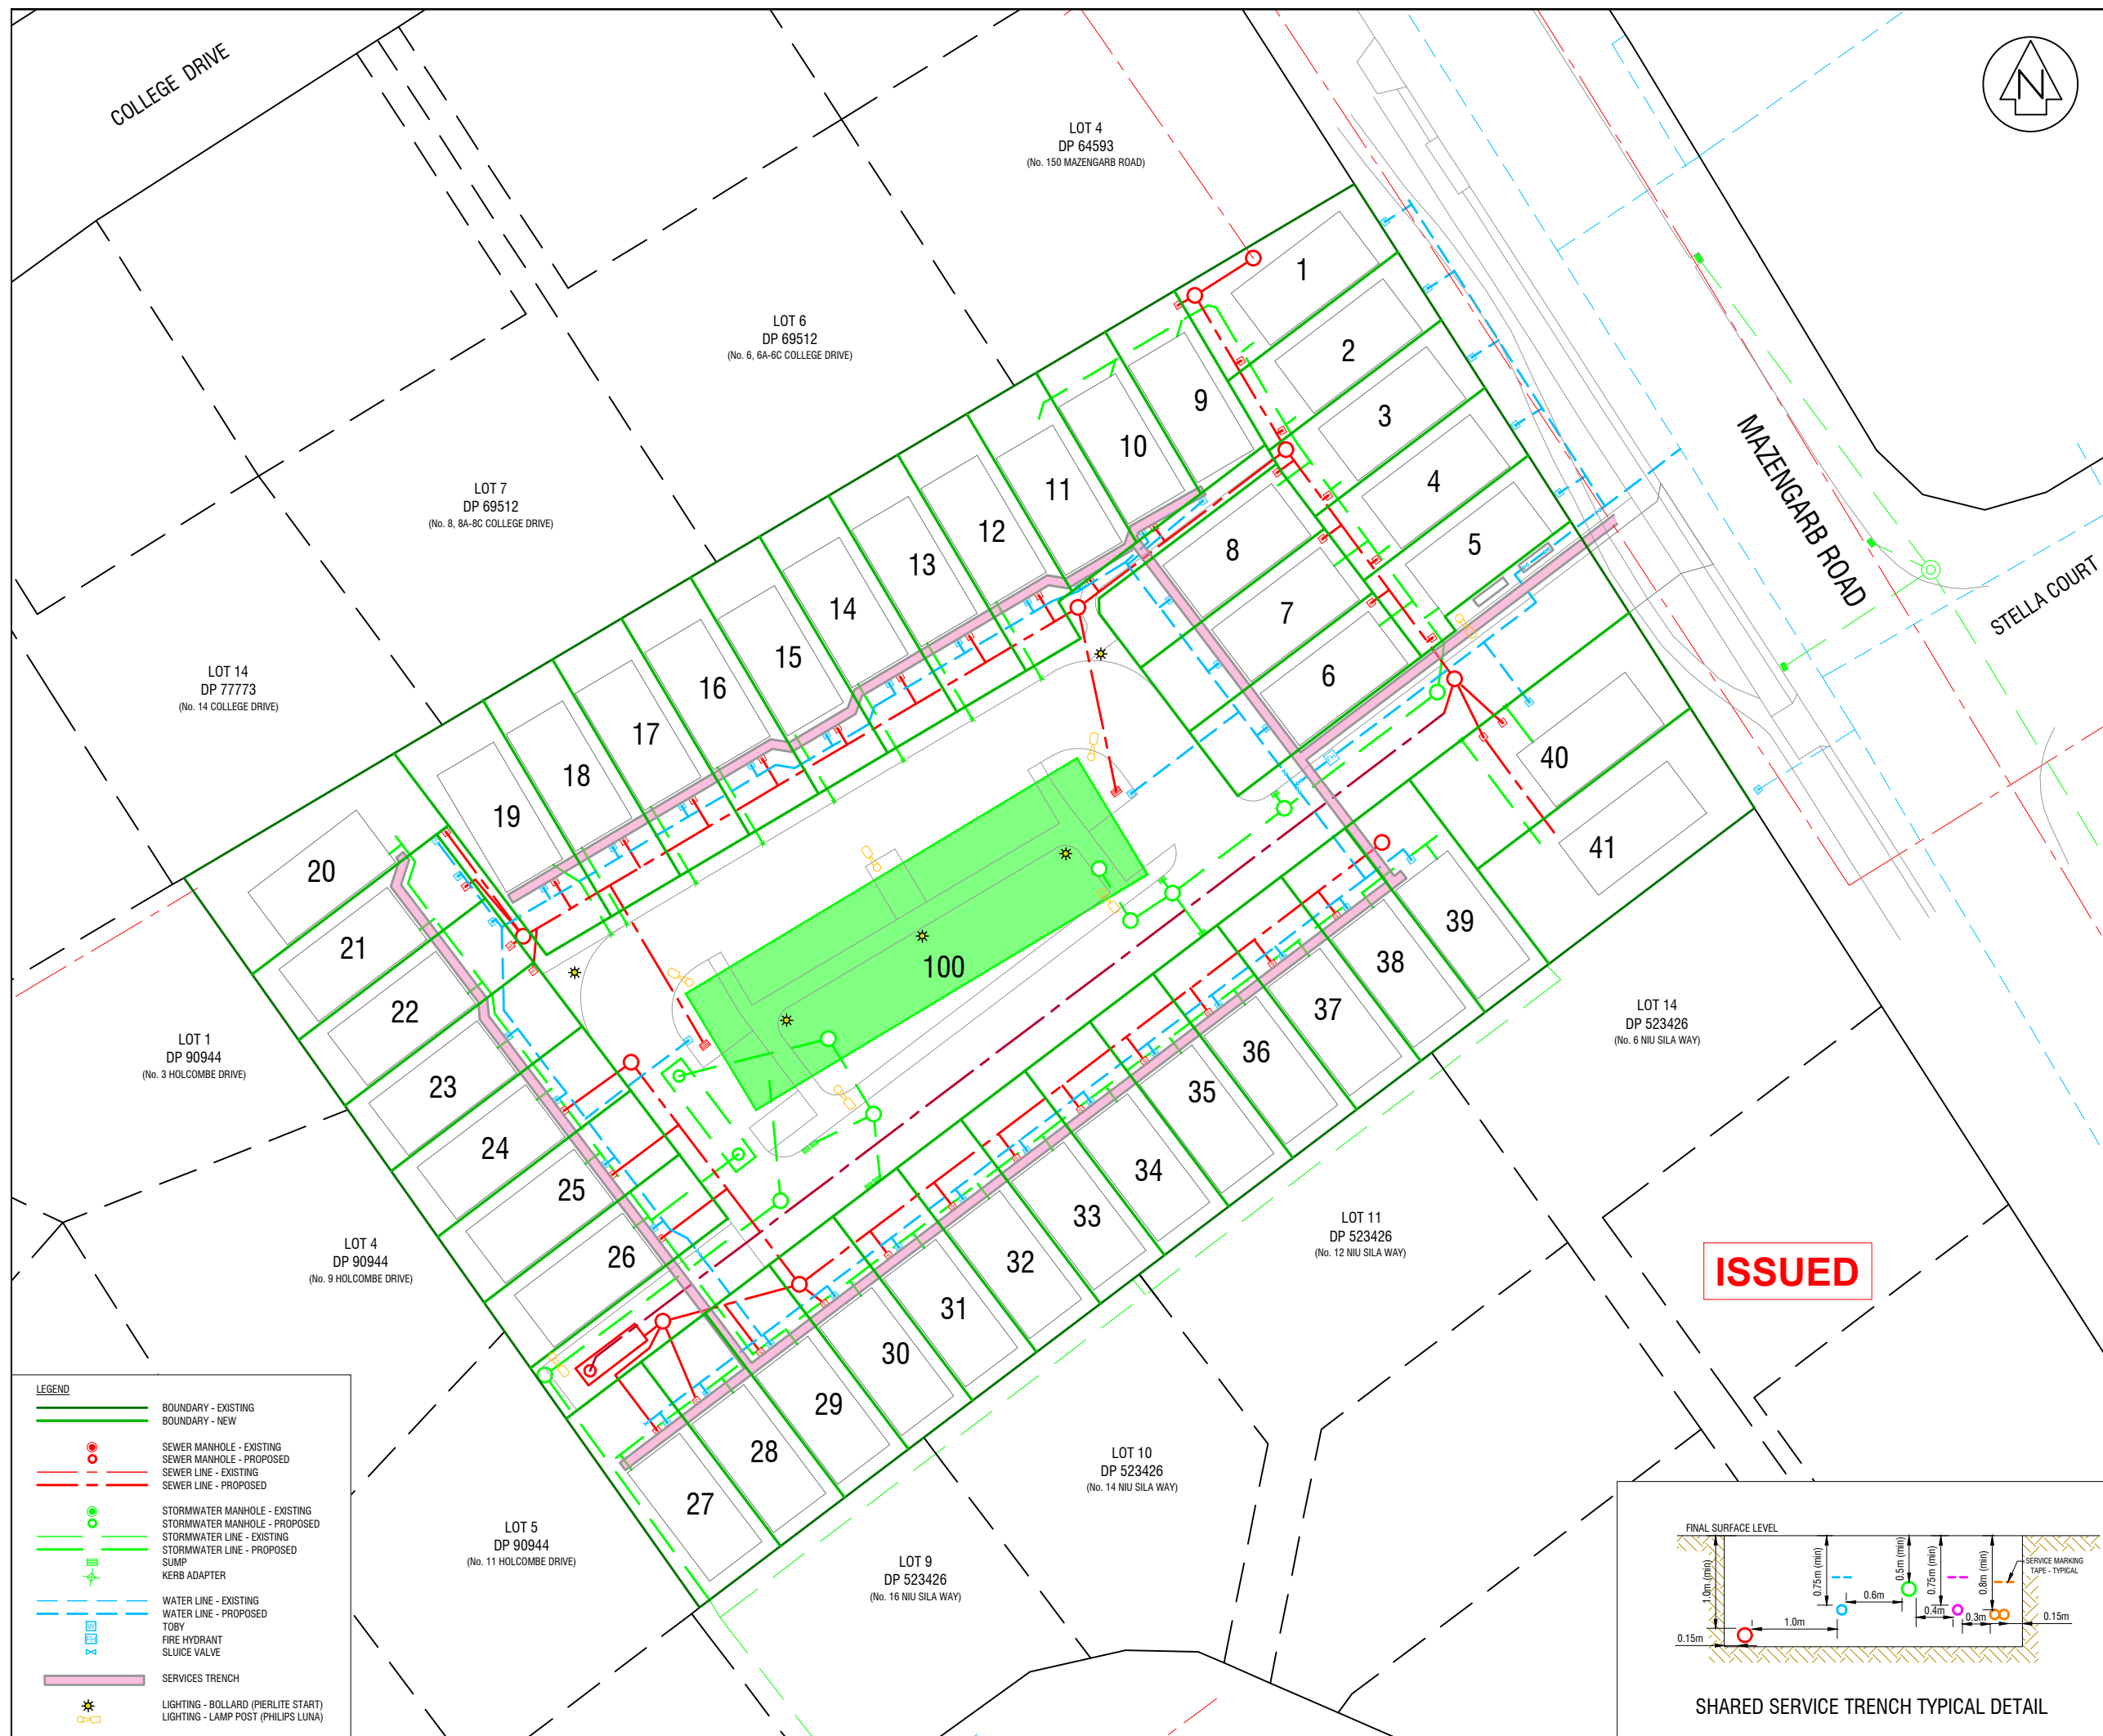 COLLEGE DRIVE
N
LOT 4
DP 64593
(No. 150 MAZENGARB ROAD)
LOT 6
DP 69512
(No. 6, 6A-6C COLLEGE DRIVE)
LOT 7
DP 69512
(No. 8, 8A-8C COLLEGE DRIVE)
LOT 14
DP 77773
(No. 14 COLLEGE DRIVE)
MAZENGARB ROAD
STELLA COURT
1
2
3
4
5
6
7
8
9
10
11
12
13
14
15
16
17
18
19
20
21
22
23
24
25
26
27
28
29
30
31
32
33
34
35
36
37
38
39
40
41
100
LOT 1
DP 90944
(No. 3 HOLCOMBE DRIVE)
LOT 4
DP 90944
(No. 9 HOLCOMBE DRIVE)
LOT 5
DP 90944
(No. 11 HOLCOMBE DRIVE)
LOT 9
DP 523426
(No. 16 NIU SILA WAY)
LOT 10
DP 523426
(No. 14 NIU SILA WAY)
LOT 11
DP 523426
(No. 12 NIU SILA WAY)
LOT 14
DP 523426
(No. 6 NIU SILA WAY)
ISSUED
LEGEND
BOUNDARY - EXISTING
BOUNDARY - NEW
SEWER MANHOLE - EXISTING
SEWER MANHOLE - PROPOSED
SEWER LINE - EXISTING
SEWER LINE - PROPOSED
STORMWATER MANHOLE - EXISTING
STORMWATER MANHOLE - PROPOSED
STORMWATER LINE - EXISTING
STORMWATER LINE - PROPOSED
SUMP
KERB ADAPTER
WATER LINE - EXISTING
WATER LINE - PROPOSED
TOBY
FIRE HYDRANT
SLUICE VALVE
SERVICES TRENCH
LIGHTING - BOLLARD (PIERLITE START)
LIGHTING - LAMP POST (PHILIPS LUNA)
FINAL SURFACE LEVEL
1.0m (min)
0.75m (min)
0.5m (min)
0.75m (min)
0.8m (min)
SERVICE MARKING
TAPE - TYPICAL
0.6m
0.4m
0.3m
0.15m
1.0m
0.15m
SHARED SERVICE TRENCH TYPICAL DETAIL